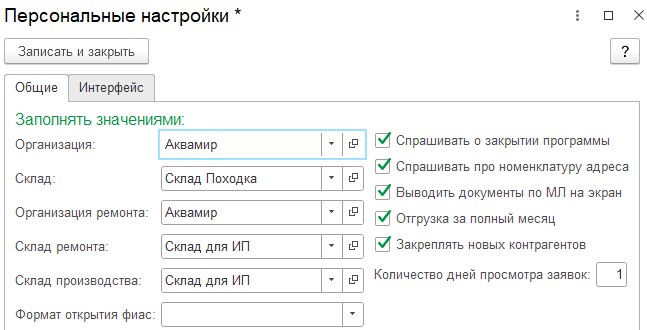 Персональные настройки *
Записать и закрыть
?
Общие
Интерфейс
Заполнять значениями:
Организация: Аквамир
Склад: Склад Походка
Организация ремонта: Аквамир
Склад ремонта: Склад для ИП
Склад производства: Склад для ИП
Формат открытия фиас:
Спрашивать о закрытии программы
Спрашивать про номенклатуру адреса
Выводить документы по МЛ на экран
Отгрузка за полный месяц
Закреплять новых контрагентов
Количество дней просмотра заявок: 1